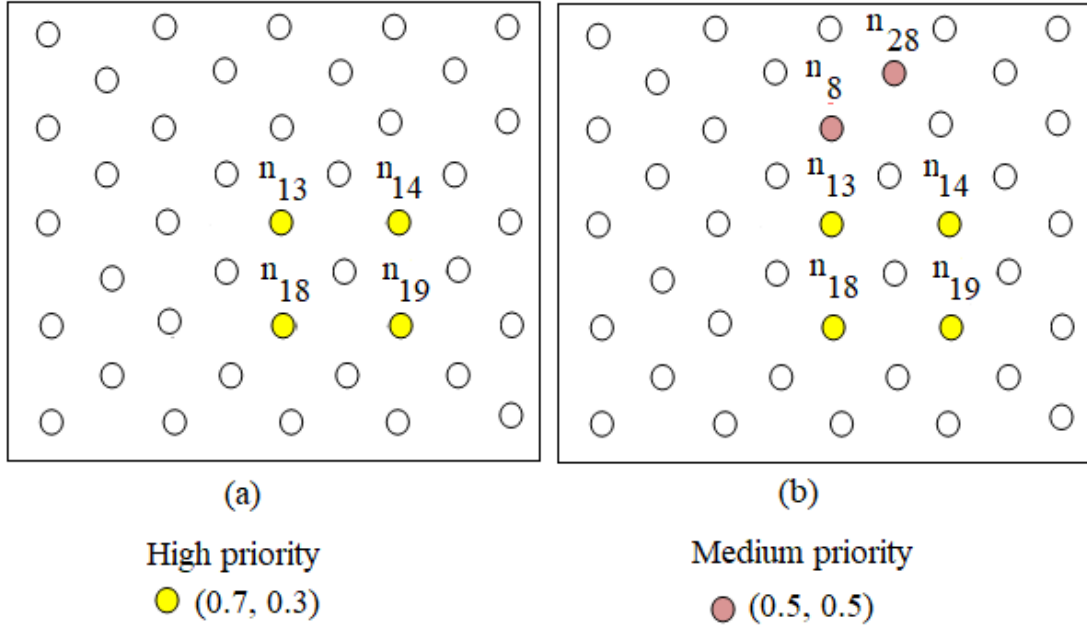 n28
n8
n13 n14
n13 n14
n18 n19
n18 n19
(a)
(b)
High priority
(0.7, 0.3)
Medium priority
(0.5, 0.5)